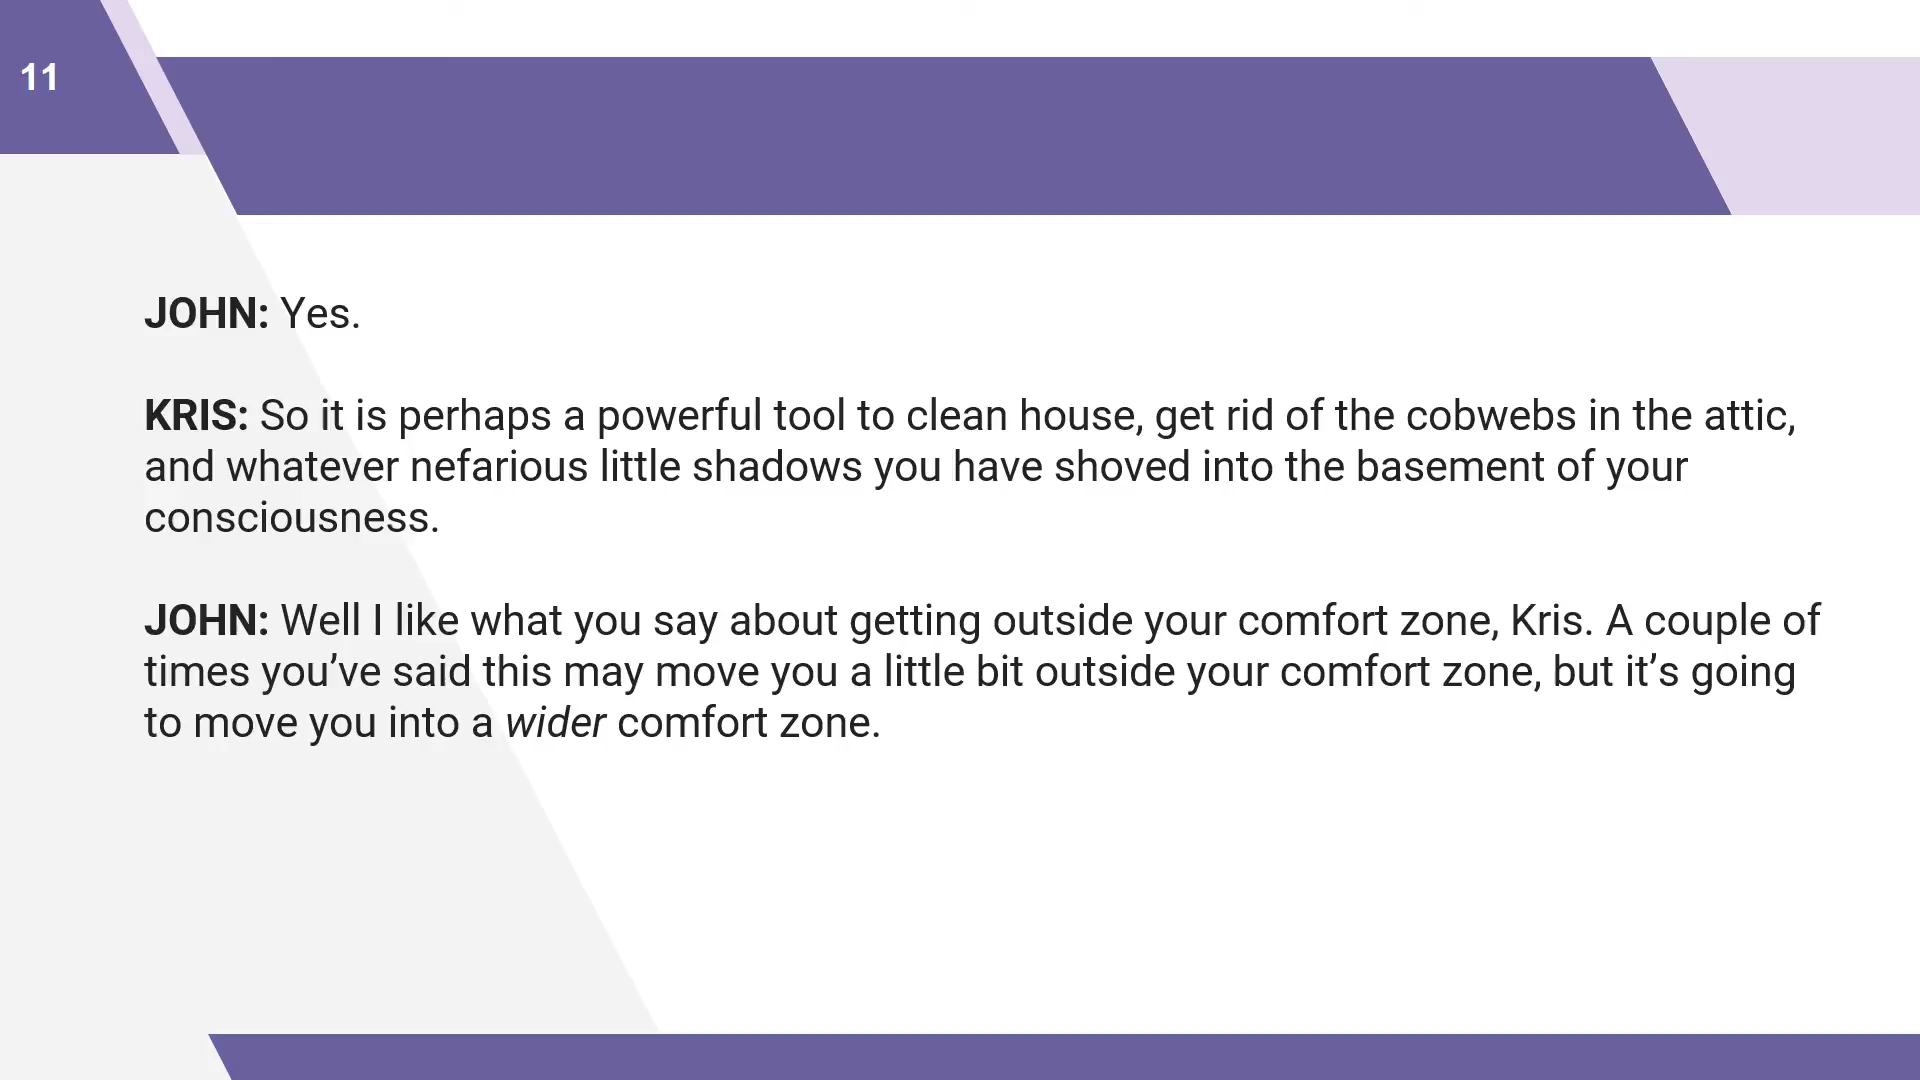 11
JOHN: Yes.
KRIS: So it is perhaps a powerful tool to clean house, get rid of the cobwebs in the attic,
and whatever nefarious little shadows you have shoved into the basement of your
consciousness.
JOHN: Well I like what you say about getting outside your comfort zone, Kris. A couple of
times you’ve said this may move you a little bit outside your comfort zone, but it’s going
to move you into a wider comfort zone.